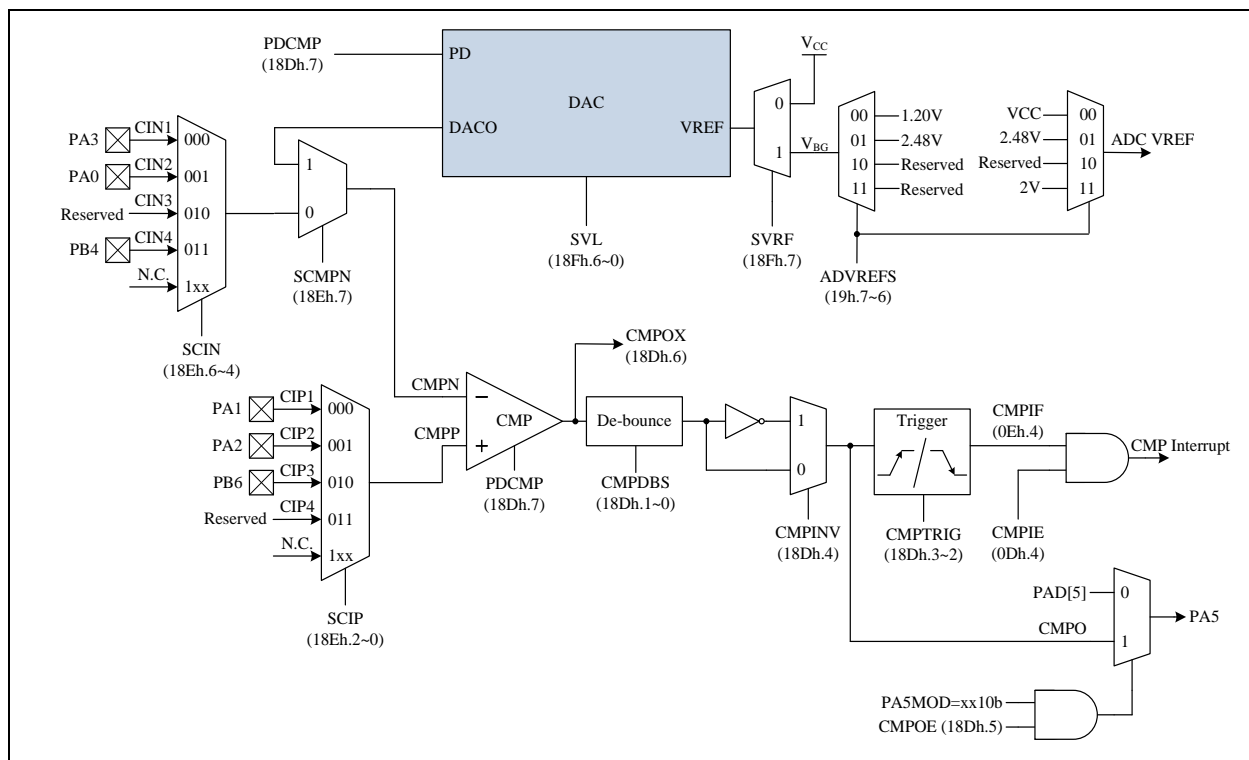 PDCMP
(18Dh.7)
PD
DAC
DACO
VREF
VCC
0
1
VBG
00
01
10
11
1.20V
2.48V
Reserved
Reserved
VCC
2.48V
Reserved
2V
00
01
10
11
ADC VREF
PA3
CIN1
000
PA0
CIN2
001
Reserved
CIN3
010
PB4
CIN4
011
N.C.
1xx
1
0
SCMPN
(18Eh.7)
SVL
(18Fh.6~0)
SVRF
(18Fh.7)
ADVREFS
(19h.7~6)
SCIN
(18Eh.6~4)
CMPOX
(18Dh.6)
PA1
CIP1
000
PA2
CIP2
001
PB6
CIP3
010
Reserved
CIP4
011
N.C.
1xx
SCIP
(18Eh.2~0)
CMPN
CMPP
−
+
CMP
PDCMP
(18Dh.7)
De-bounce
CMPDBS
(18Dh.1~0)
1
0
CMPINV
(18Dh.4)
Trigger
CMPTRIG
(18Dh.3~2)
CMPIF
(0Eh.4)
CMP Interrupt
CMPIE
(0Dh.4)
PAD[5]
0
CMPO
1
PA5
PA5MOD=xx10b
CMPOE (18Dh.5)